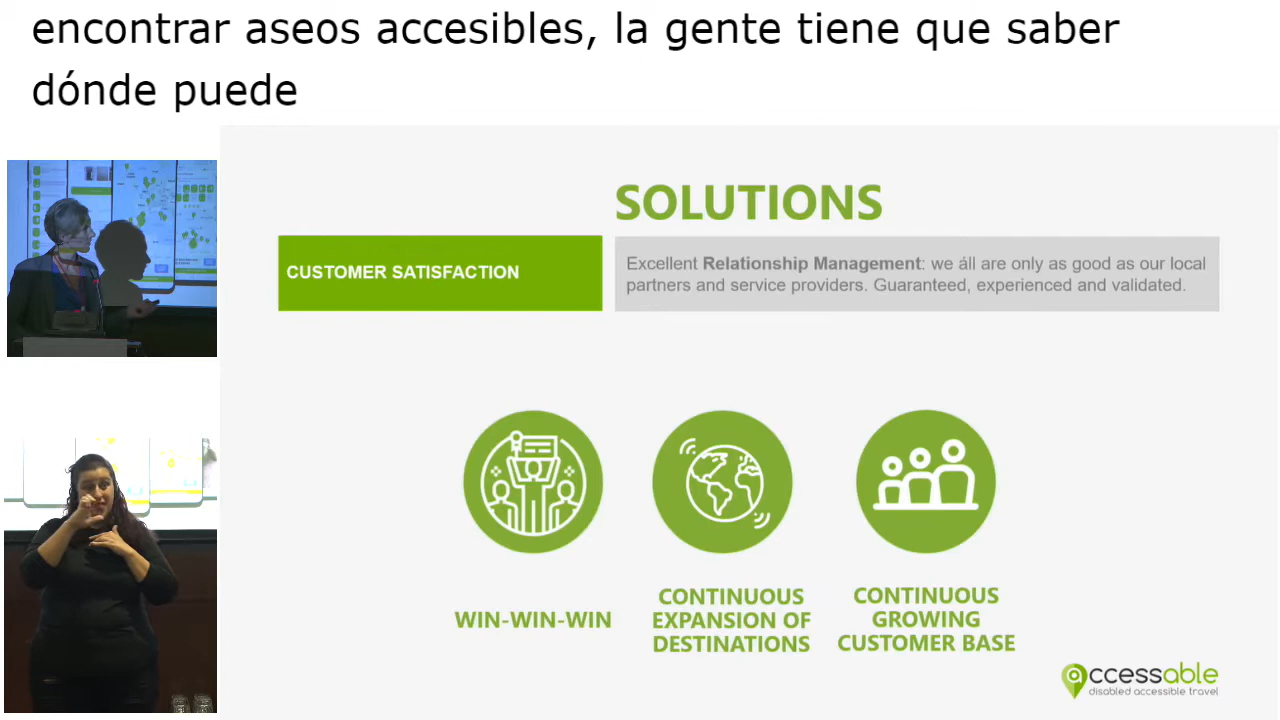 encontrar aseos accesibles, la gente tiene que saber
dónde puede
SOLUTIONS
CUSTOMER SATISFACTION
Excellent Relationship Management: we áll are only as good as our local
partners and service providers. Guaranteed, experienced and validated.
WIN-WIN-WIN
CONTINUOUS
EXPANSION OF
DESTINATIONS
CONTINUOUS
GROWING
CUSTOMER BASE
accessable
disabled accessible travel